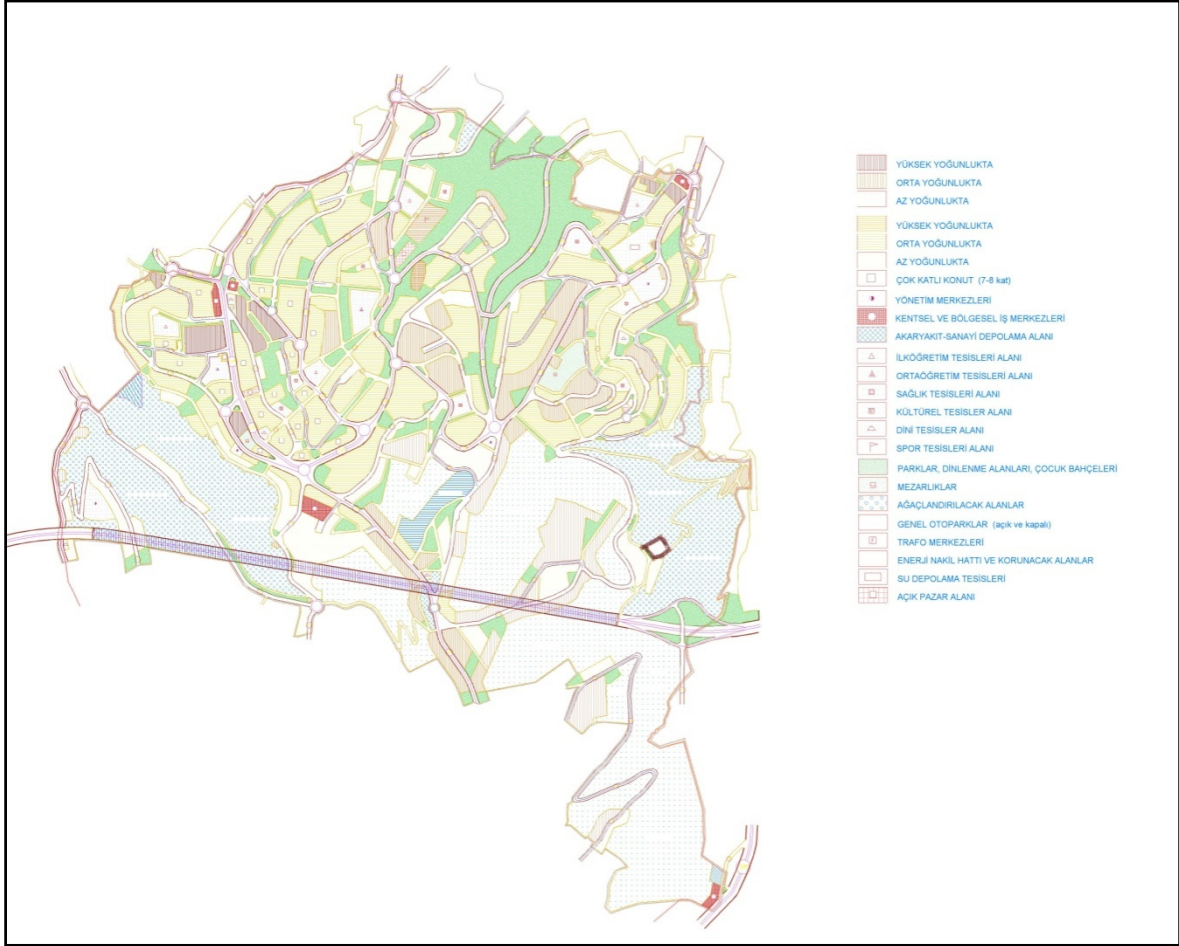 YÜKSEK YOĞUNLUKTA
ORTA YOĞUNLUKTA
AZ YOĞUNLUKTA
YÜKSEK YOĞUNLUKTA
ORTA YOĞUNLUKTA
AZ YOĞUNLUKTA
ÇOK KATLI KONUT (7-8 kat)
YÖNETİM MERKEZLERİ
KENTSEL VE BÖLGESEL İŞ MERKEZLERİ
AKARYAKIT-SANAYİ DEPOLAMA ALANI
İLKÖĞRETİM TESİSLERİ ALANI
ORTAÖĞRETİM TESİSLERİ ALANI
SAĞLIK TESİSLERİ ALANI
KÜLTÜREL TESİSLER ALANI
DİNİ TESİSLER ALANI
SPOR TESİSLERİ ALANI
PARKLAR, DİNLENME ALANLARI, ÇOCUK BAHÇELERİ
MEZARLIKLAR
AĞAÇLANDIRILACAK ALANLAR
GENEL OTOPARKLAR (açık ve kapalı)
TRAFO MERKEZLERİ
ENERJİ NAKİL HATTI VE KORUNACAK ALANLAR
SU DEPOLAMA TESİSLERİ
AÇIK PAZAR ALANI